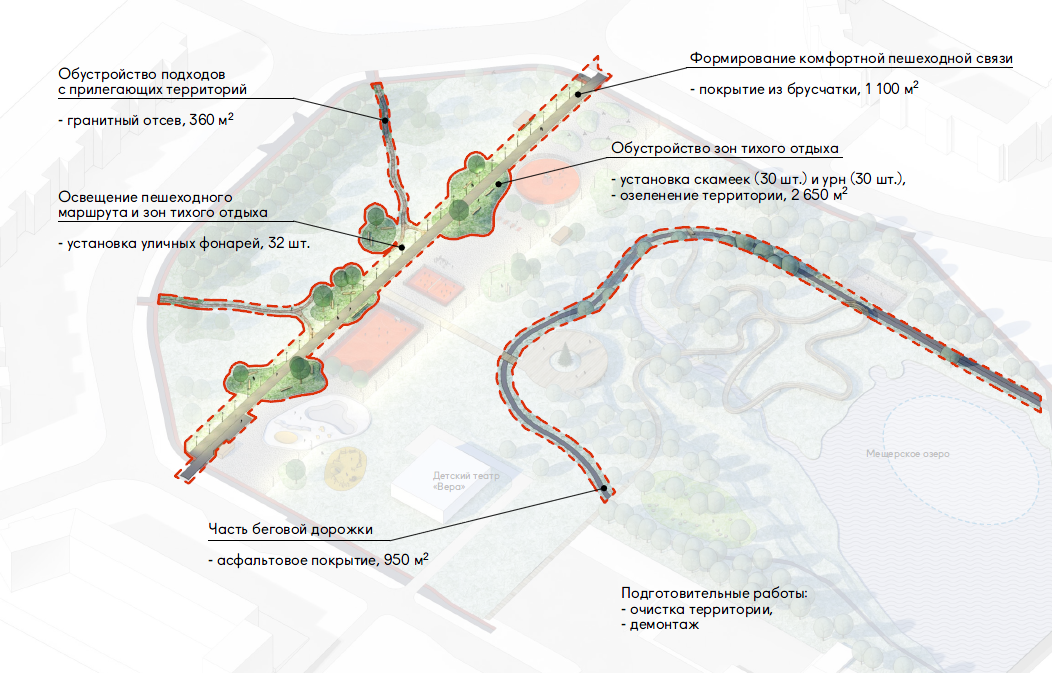 Обустройство подходов
с прилегающих территорий
- гранитный отсев, 360 м²
Освещение пешеходного
маршрута и зон тихого отдыха
- установка уличных фонарей, 32 шт.
Формирование комфортной пешеходной связи
- покрытие из брусчатки, 1 100 м²
Обустройство зон тихого отдыха
- установка скамеек (30 шт.) и урн (30 шт.),
- озеленение территории, 2 650 м²
Мещерское озеро
Детский театр
«Вера»
Часть беговой дорожки
- асфальтовое покрытие, 950 м²
Подготовительные работы:
- очистка территории,
- демонтаж